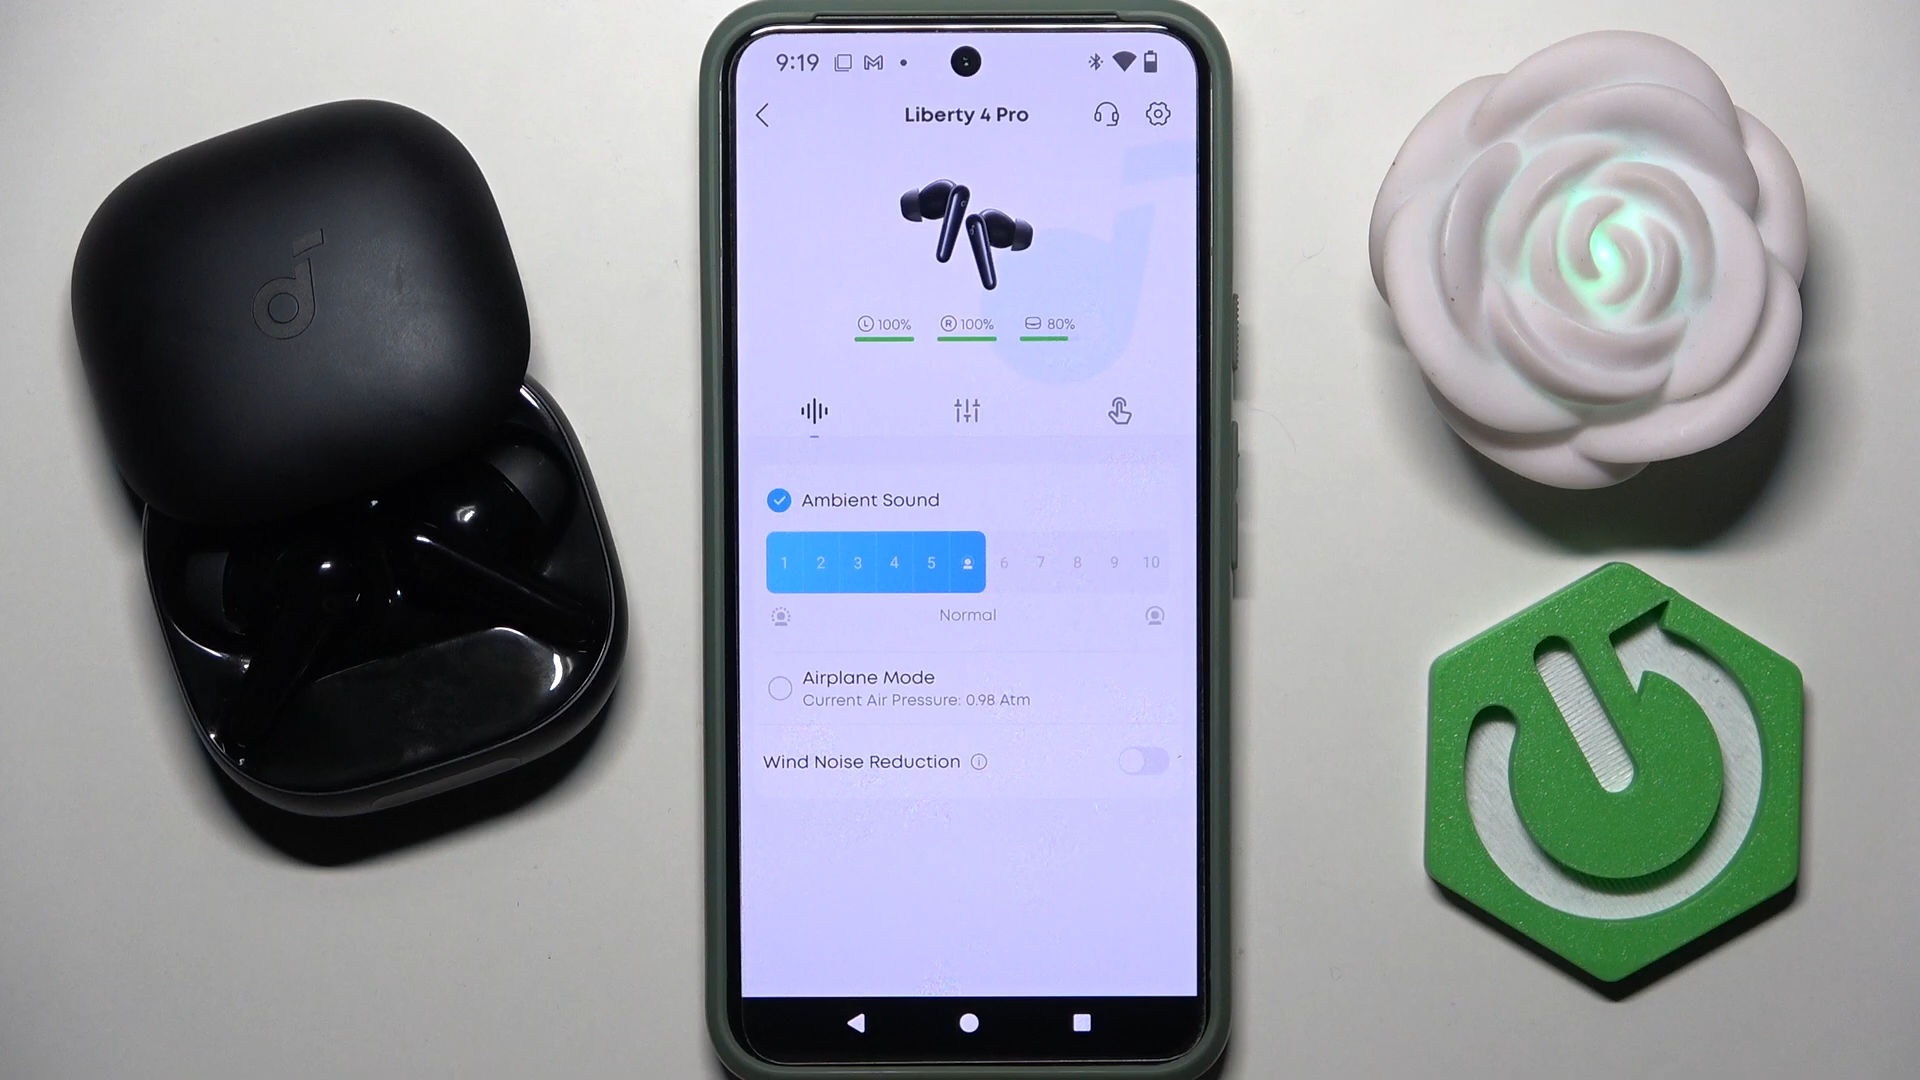 9:19
Liberty 4 Pro
L 100% R 100% 80%
Ambient Sound
1 2 3 4 5 6 7 8 9 10
Normal
Airplane Mode
Current Air Pressure: 0.98 Atm
Wind Noise Reduction